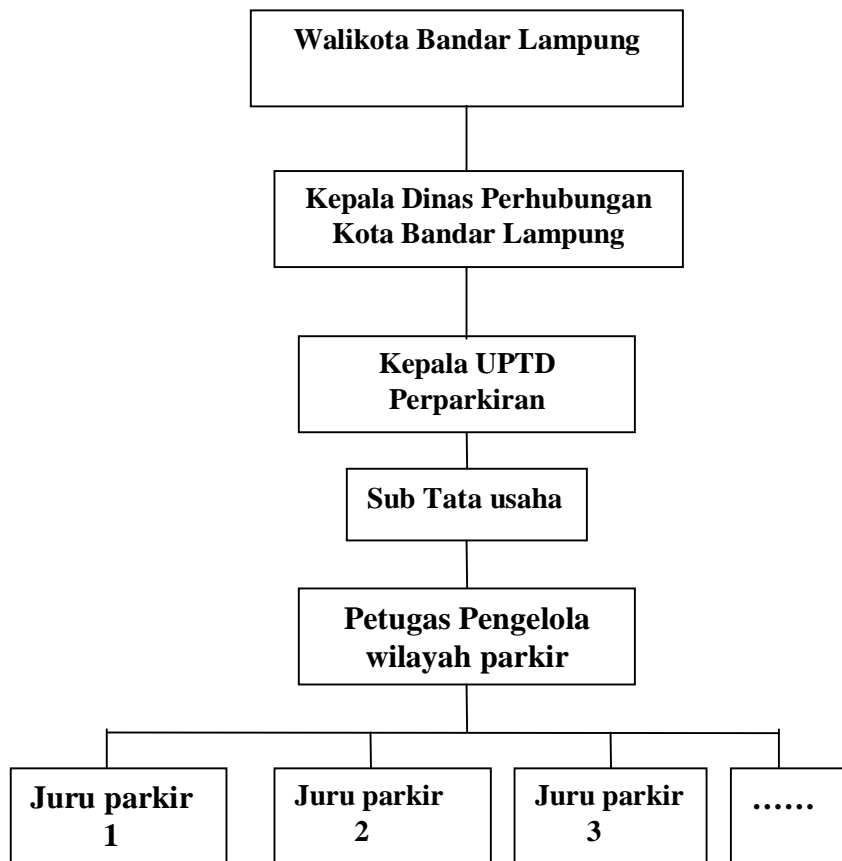 Walikota Bandar Lampung
Kepala Dinas Perhubungan
Kota Bandar Lampung
Kepala UPTD
Perparkiran
Sub Tata usaha
Petugas Pengelola
wilayah parkir
Juru parkir
1
Juru parkir
2
Juru parkir
3
......